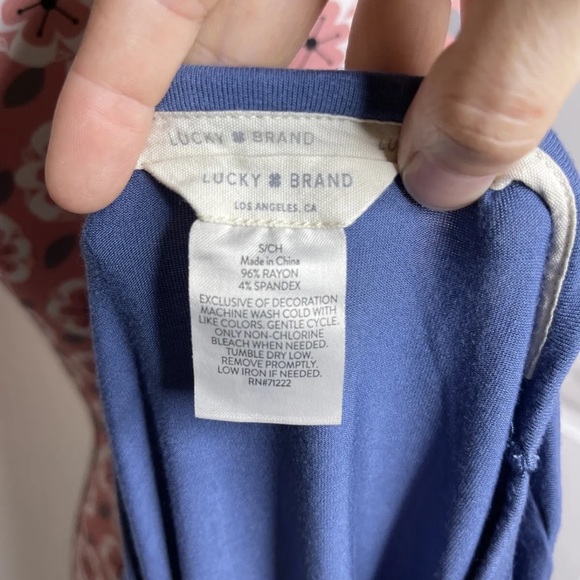 LUCKY BRAND LU
LUCKY BRAND
LOS ANGELES, CA
S/CH
Made in China
96% RAYON
4% SPANDEX
EXCLUSIVE OF DECORATION
MACHINE WASH COLD WITH
LIKE COLORS. GENTLE CYCLE.
ONLY NON-CHLORINE
BLEACH WHEN NEEDED.
TUMBLE DRY LOW.
REMOVE PROMPTLY.
LOW IRON IF NEEDED.
RN#71222